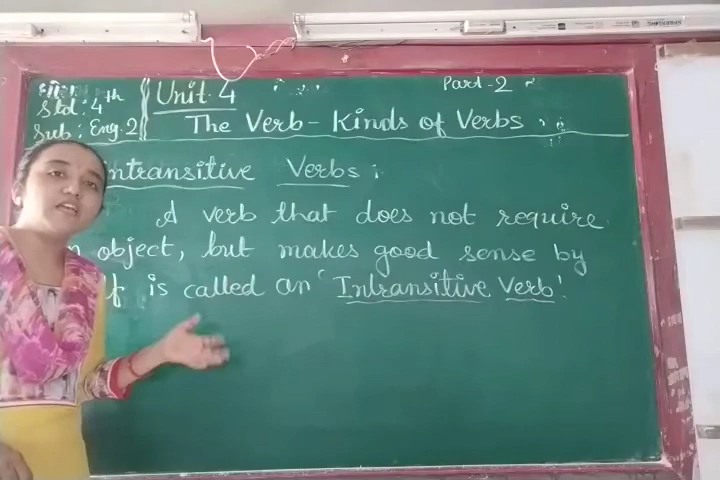 Std: 4th
Sub: Eng.2
Unit. 4
Part-2
The Verb - Kinds of Verbs
ntransitive Verbs :
A verb that does not require
object, but makes good sense by
is called an 'Intransitive Verb'.